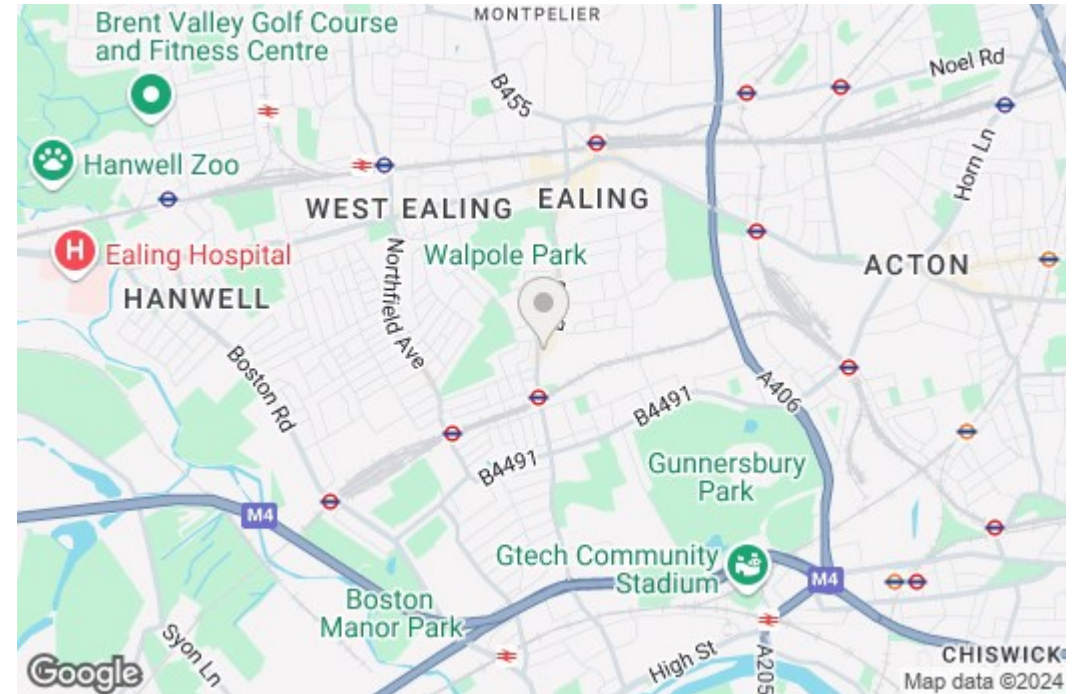 MONTPELIER
Brent Valley Golf Course
and Fitness Centre
Noel Rd
B455
Hanwell Zoo
Horn Ln
WEST EALING
EALING
Ealing Hospital
H
Walpole Park
ACTON
HANWELL
Northfield Ave
Boston Rd
A406
B4491
B4491
Gunnersbury
Park
M4
Gtech Community
Stadium
M4
Boston
Manor Park
Syon Ln
High St
A205
CHISWICK
Google
Map data ©2024